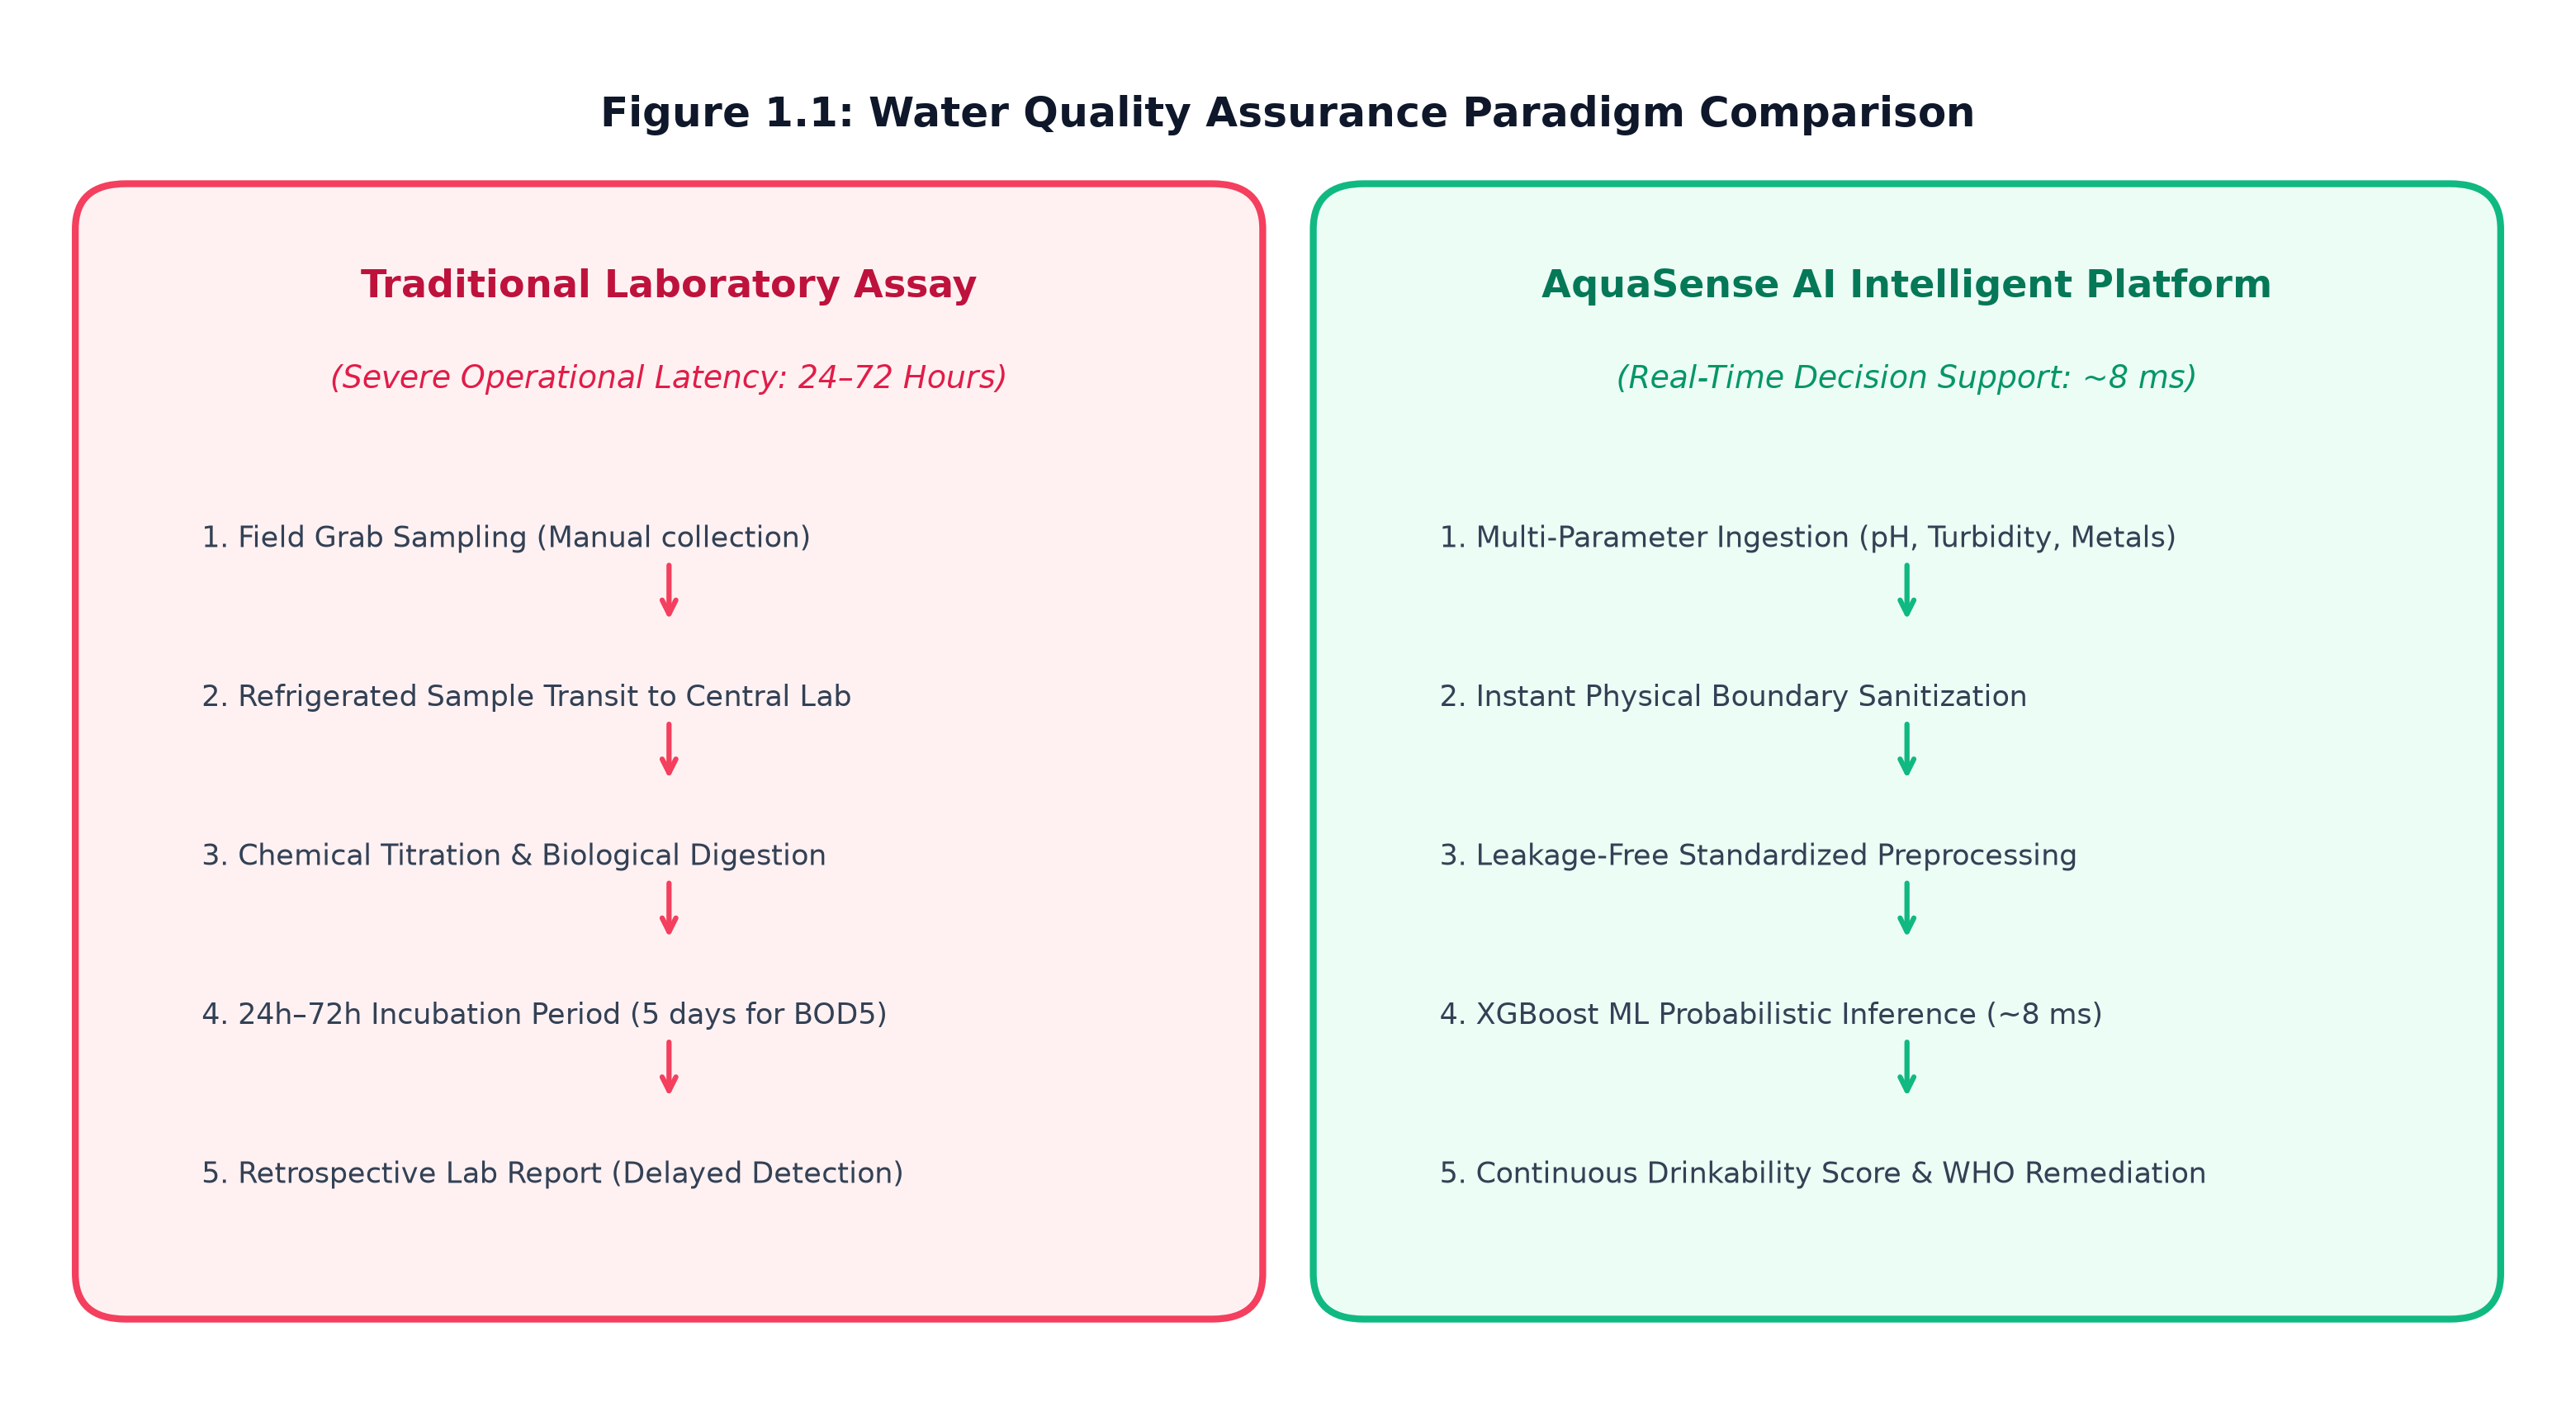 Figure 1.1: Water Quality Assurance Paradigm Comparison
Traditional Laboratory Assay
(Severe Operational Latency: 24–72 Hours)
1. Field Grab Sampling (Manual collection)
2. Refrigerated Sample Transit to Central Lab
3. Chemical Titration & Biological Digestion
4. 24h–72h Incubation Period (5 days for BOD5)
5. Retrospective Lab Report (Delayed Detection)
AquaSense AI Intelligent Platform
(Real-Time Decision Support: ~8 ms)
1. Multi-Parameter Ingestion (pH, Turbidity, Metals)
2. Instant Physical Boundary Sanitization
3. Leakage-Free Standardized Preprocessing
4. XGBoost ML Probabilistic Inference (~8 ms)
5. Continuous Drinkability Score & WHO Remediation